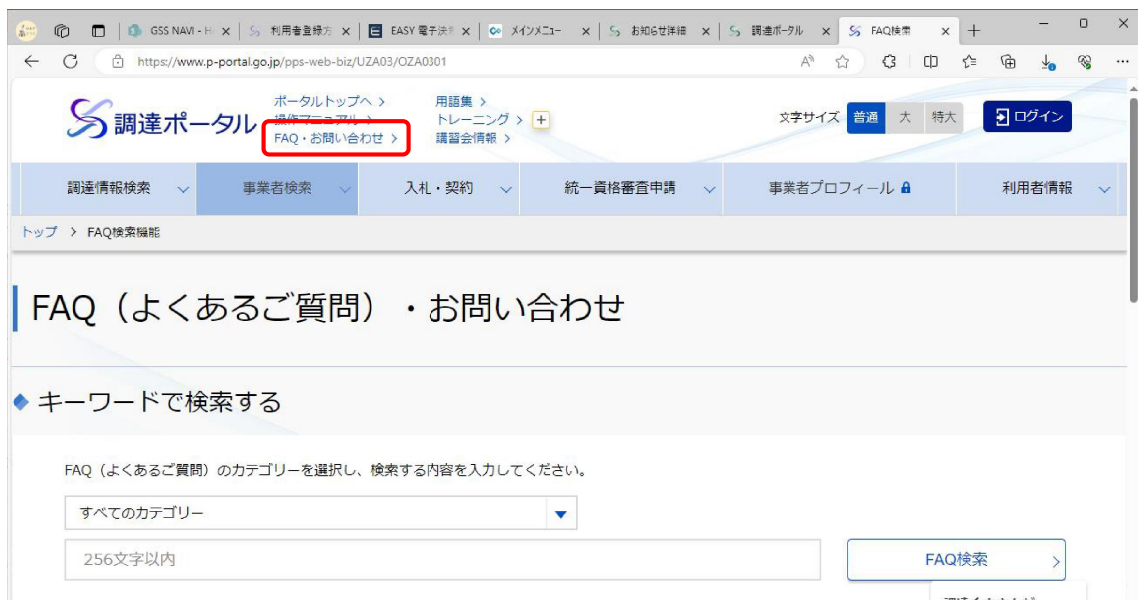 GSS NAVI - H
利用者登録方
EASY 電子決
メインメニュー
お知らせ詳細
調達ポータル
FAQ検索
https://www.p-portal.go.jp/pps-web-biz/UZA03/OZA0301
調達ポータル
ポータルトップへ >
操作マニュアル >
FAQ・お問い合わせ >
用語集 >
トレーニング >
講習会情報 >
文字サイズ 普通 大 特大
ログイン
調達情報検索
事業者検索
入札・契約
統一資格審査申請
事業者プロフィール
利用者情報
トップ > FAQ検索機能
FAQ（よくあるご質問）・お問い合わせ
キーワードで検索する
FAQ（よくあるご質問）のカテゴリーを選択し、検索する内容を入力してください。
すべてのカテゴリー
256文字以内
FAQ検索